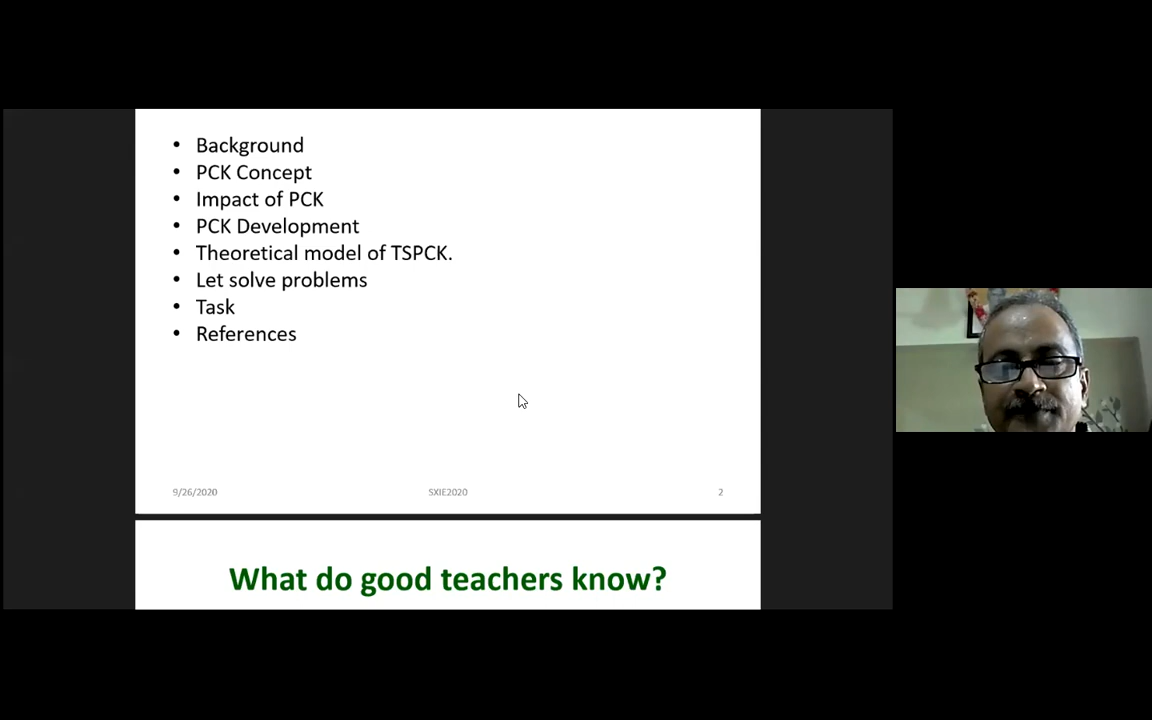 • Background
• PCK Concept
• Impact of PCK
• PCK Development
• Theoretical model of TSPCK.
• Let solve problems
• Task
• References
9/26/2020 SXIE2020 2
What do good teachers know?